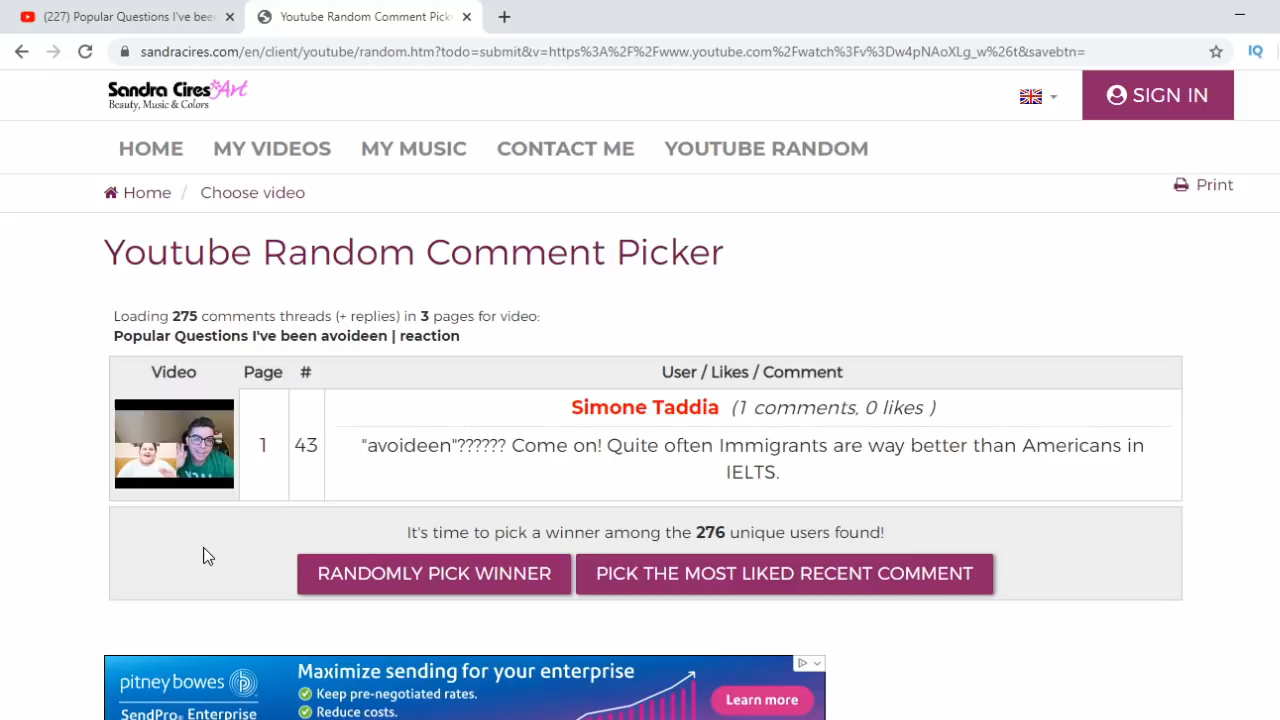 (227) Popular Questions I've bee
Youtube Random Comment Pick
sandracires.com/en/client/youtube/random.htm?todo=submit&v=https%3A%2F%2Fwww.youtube.com%2Fwatch%3Fv%3Dw4pNAoXLg_w%26t&savebtn=
IQ
Sandra Cires Art
Beauty, Music & Colors
SIGN IN
HOME MY VIDEOS MY MUSIC CONTACT ME YOUTUBE RANDOM
Home / Choose video
Print
Youtube Random Comment Picker
Loading 275 comments threads (+ replies) in 3 pages for video:
Popular Questions I've been avoideen | reaction
Video Page # User / Likes / Comment
Simone Taddia (1 comments, 0 likes )
1 43 "avoideen"?????? Come on! Quite often Immigrants are way better than Americans in
IELTS.
It's time to pick a winner among the 276 unique users found!
RANDOMLY PICK WINNER PICK THE MOST LIKED RECENT COMMENT
pitney bowes
SendPro® Enterprise
Maximize sending for your enterprise
Keep pre-negotiated rates.
Reduce costs.
Learn more